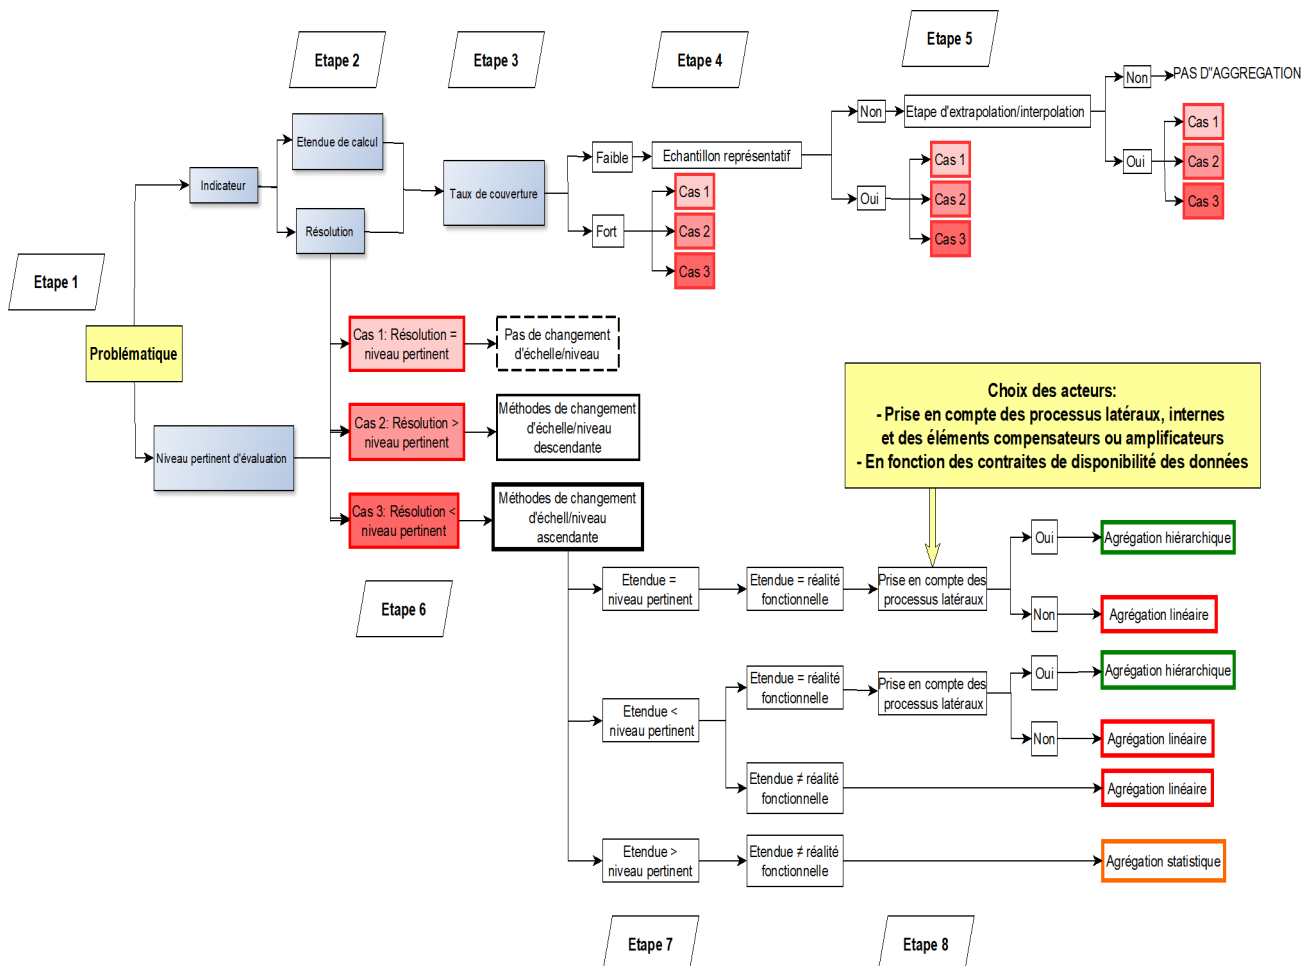 Etape 1
Etape 2
Etape 3
Etape 4
Etape 5
Problématique
Indicateur
Etendue de calcul
Résolution
Taux de couverture
Faible
Fort
Echantillon représentatif
Cas 1
Cas 2
Cas 3
Non
Oui
Etape d'extrapolation/interpolation
Cas 1
Cas 2
Cas 3
Non
PAS D"AGGREGATION
Oui
Cas 1
Cas 2
Cas 3
Niveau pertinent d'évaluation
Cas 1: Résolution =
niveau pertinent
Pas de changement
d'échelle/niveau
Cas 2: Résolution >
niveau pertinent
Méthodes de changement
d'échelle/niveau
descendante
Cas 3: Résolution <
niveau pertinent
Méthodes de changement
d'échell/niveau
ascendante
Etape 6
Choix des acteurs:
- Prise en compte des processus latéraux, internes
et des éléments compensateurs ou amplificateurs
- En fonction des contraites de disponibilité des données
Etendue =
niveau pertinent
Etendue = réalité
fonctionnelle
Prise en compte des
processus latéraux
Oui
Agrégation hiérarchique
Non
Agrégation linéaire
Etendue <
niveau pertinent
Etendue = réalité
fonctionnelle
Prise en compte des
processus latéraux
Oui
Agrégation hiérarchique
Non
Agrégation linéaire
Etendue ≠ réalité
fonctionnelle
Agrégation linéaire
Etendue >
niveau pertinent
Etendue ≠ réalité
fonctionnelle
Agrégation statistique
Etape 7
Etape 8